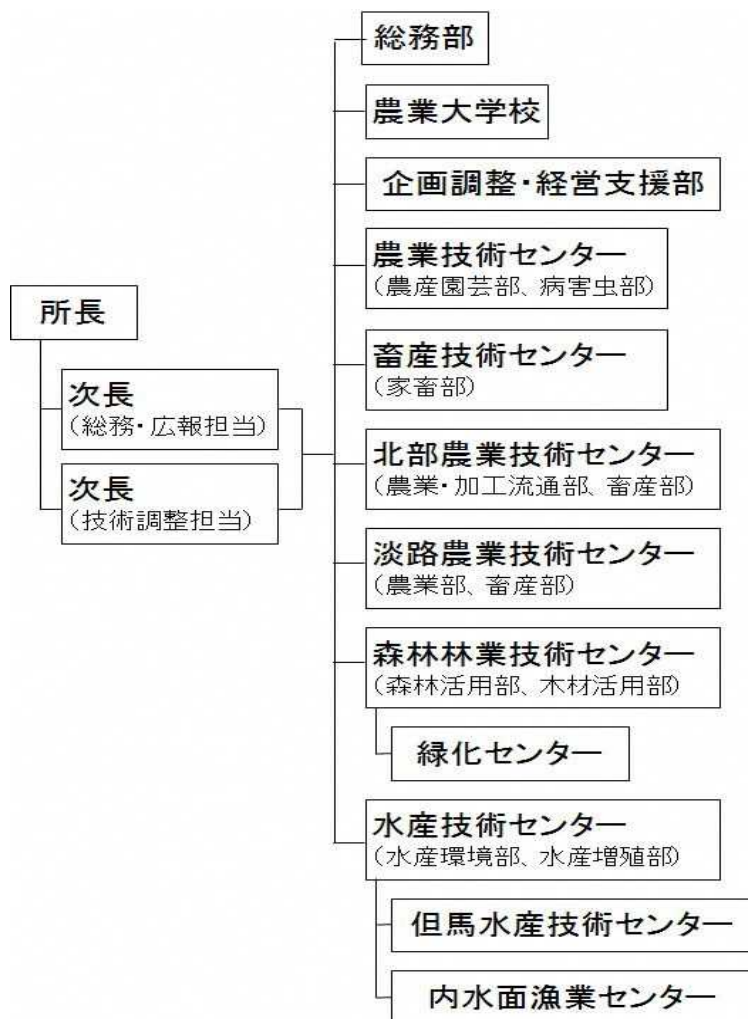 所長
次長
（総務・広報担当）
次長
（技術調整担当）
総務部
農業大学校
企画調整・経営支援部
農業技術センター
（農産園芸部、病害虫部）
畜産技術センター
（家畜部）
北部農業技術センター
（農業・加工流通部、畜産部）
淡路農業技術センター
（農業部、畜産部）
森林林業技術センター
（森林活用部、木材活用部）
緑化センター
水産技術センター
（水産環境部、水産増殖部）
但馬水産技術センター
内水面漁業センター